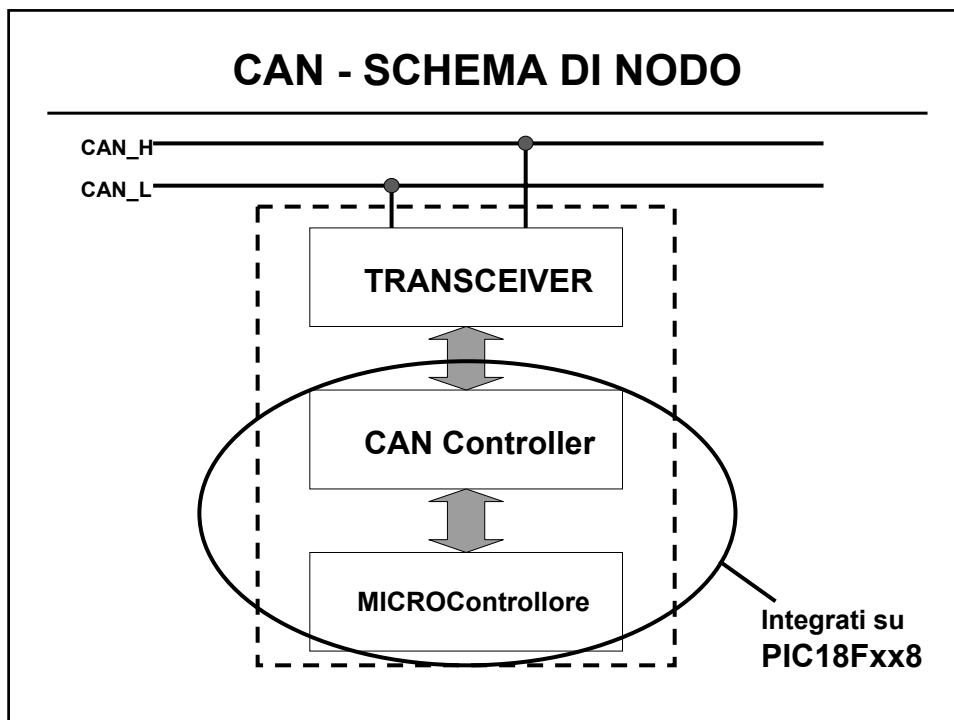 CAN - SCHEMA DI NODO
CAN_H
CAN_L
TRANSCEIVER
CAN Controller
MICROControllore
Integrati su
PIC18Fxx8